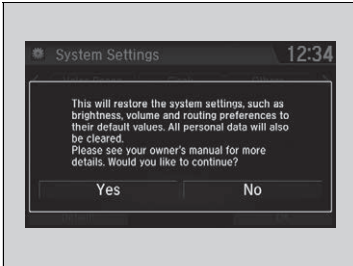 System Settings 12:34
This will restore the system settings, such as
brightness, volume and routing preferences to
their default values. All personal data will also
be cleared.
Please see your owner's manual for more
details. Would you like to continue?
Yes No